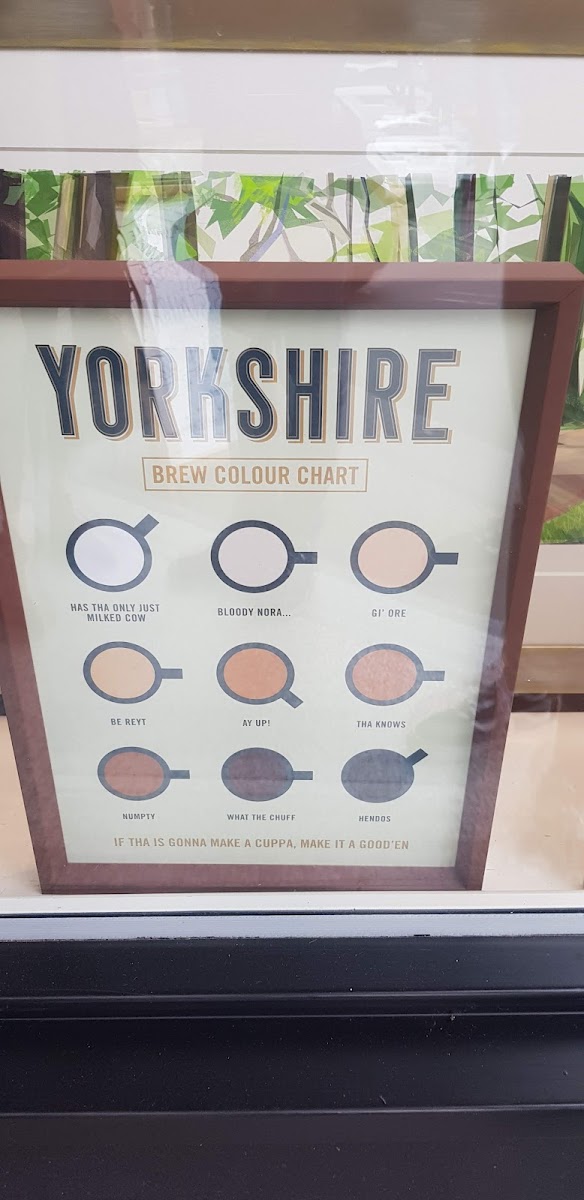 YORKSHIRE
BREW COLOUR CHART
HAS THA ONLY JUST
MILKED COW
BLOODY NORA...
GI' ORE
BE REYT
AY UP!
THA KNOWS
NUMPTY
WHAT THE CHUFF
HENDOS
IF THA IS GONNA MAKE A CUPPA, MAKE IT A GOOD'EN